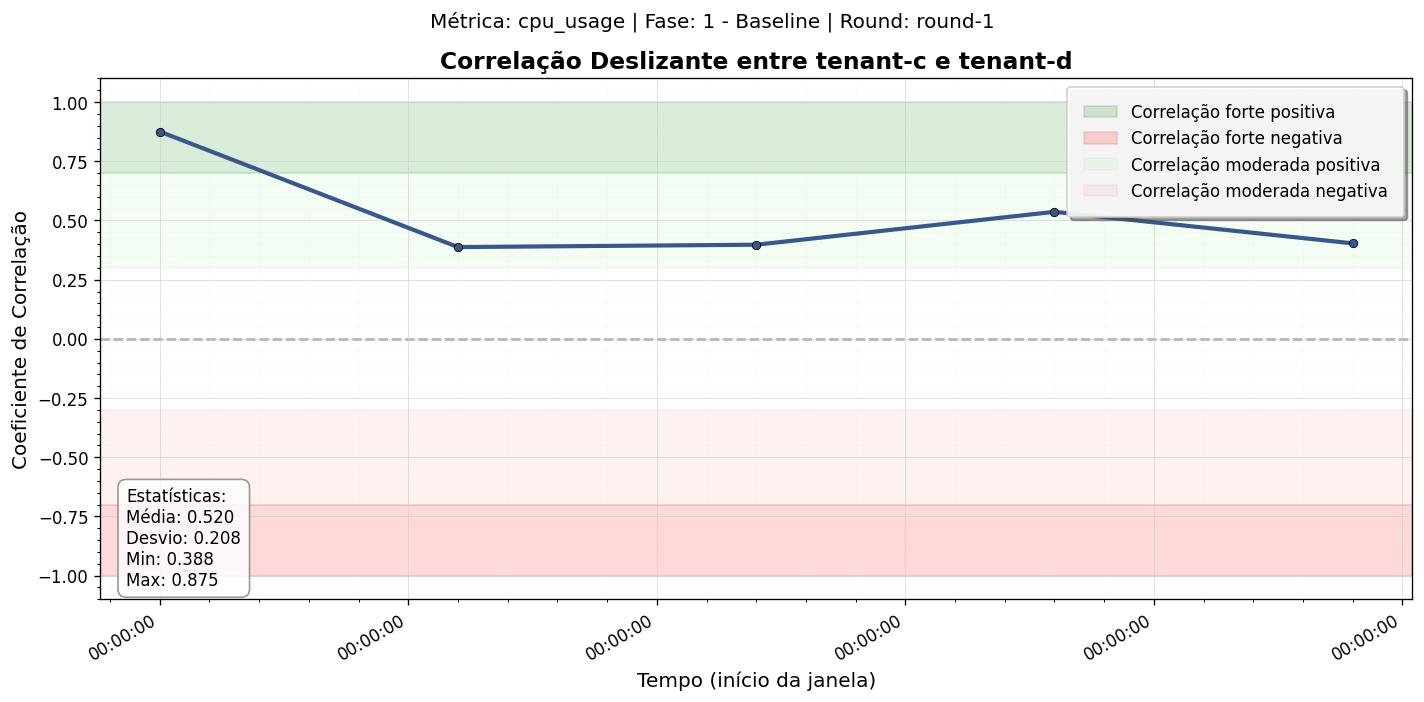 Métrica: cpu_usage | Fase: 1 - Baseline | Round: round-1
Correlação Deslizante entre tenant-c e tenant-d
Coeficiente de Correlação
1.00
0.75
0.50
0.25
0.00
−0.25
−0.50
−0.75
−1.00
Correlação forte positiva
Correlação forte negativa
Correlação moderada positiva
Correlação moderada negativa
Estatísticas:
Média: 0.520
Desvio: 0.208
Min: 0.388
Max: 0.875
00:00:00
00:00:00
00:00:00
00:00:00
00:00:00
00:00:00
Tempo (início da janela)